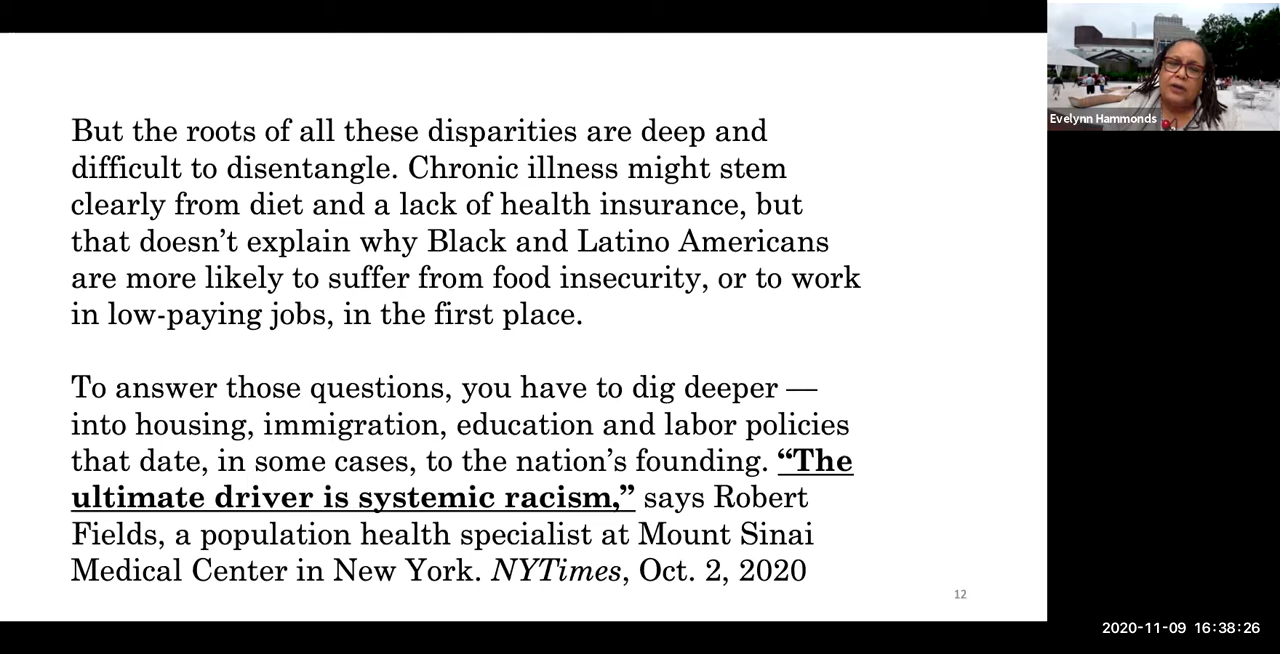 But the roots of all these disparities are deep and
difficult to disentangle. Chronic illness might stem
clearly from diet and a lack of health insurance, but
that doesn’t explain why Black and Latino Americans
are more likely to suffer from food insecurity, or to work
in low-paying jobs, in the first place.
To answer those questions, you have to dig deeper —
into housing, immigration, education and labor policies
that date, in some cases, to the nation’s founding. “The
ultimate driver is systemic racism,” says Robert
Fields, a population health specialist at Mount Sinai
Medical Center in New York. NYTimes, Oct. 2, 2020
12
Evelynn Hammonds
2020-11-09 16:38:26